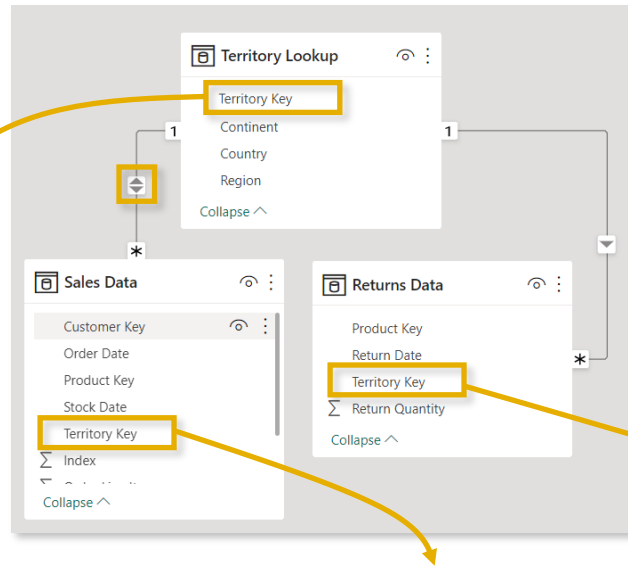 Territory Lookup
Territory Key
Continent
Country
Region
Collapse
1
1
*
Sales Data
Customer Key
Order Date
Product Key
Stock Date
Territory Key
Σ Index
Collapse
Returns Data
Product Key
Return Date
Territory Key
Σ Return Quantity
Collapse
*